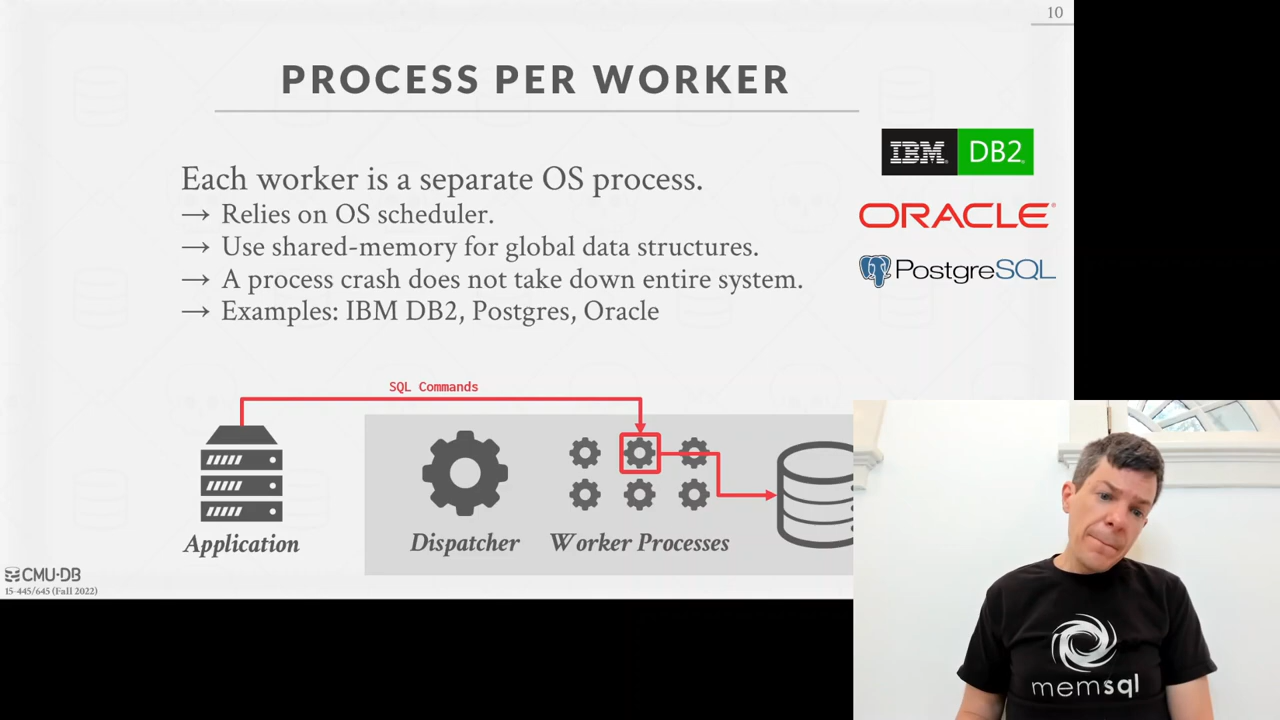 10
PROCESS PER WORKER
Each worker is a separate OS process.
→ Relies on OS scheduler.
→ Use shared-memory for global data structures.
→ A process crash does not take down entire system.
→ Examples: IBM DB2, Postgres, Oracle
IBM DB2
ORACLE
PostgreSQL
SQL Commands
Application
Dispatcher
Worker Processes
CMU·DB
15-445/645 (Fall 2022)
memsql